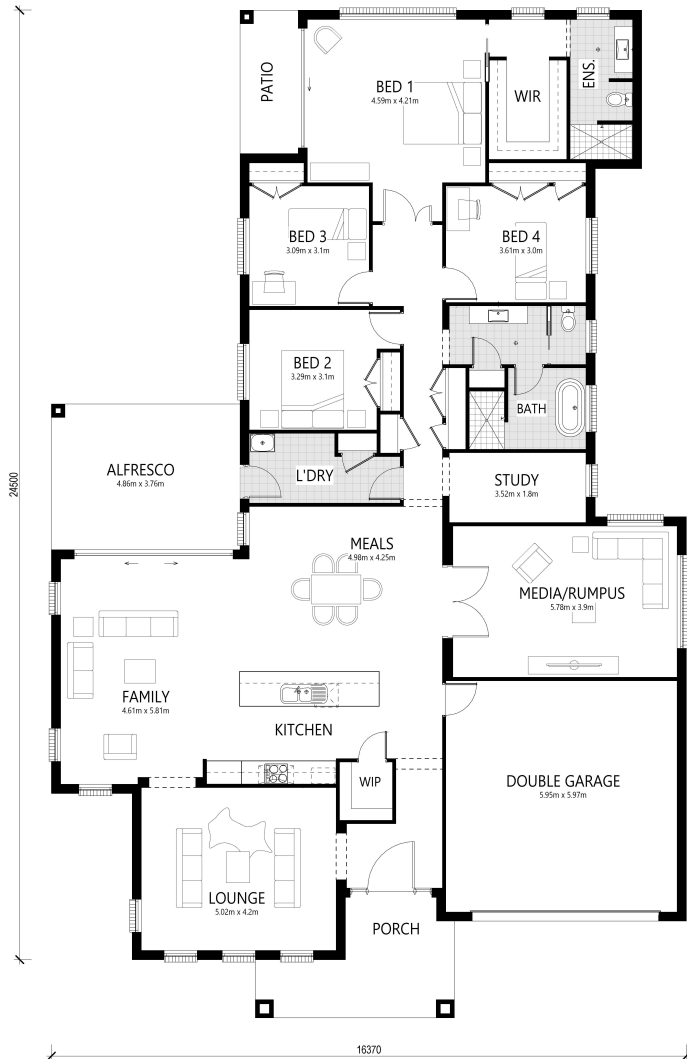 PATIO
BED 1
4.59m x 4.21m
WIR
ENS.
BED 3
3.09m x 3.1m
BED 4
3.61m x 3.0m
BED 2
3.29m x 3.1m
BATH
ALFRESCO
4.86m x 3.76m
L'DRY
STUDY
3.52m x 1.8m
24500
MEALS
4.98m x 4.25m
MEDIA/RUMPUS
5.78m x 3.9m
FAMILY
4.61m x 5.81m
KITCHEN
WIP
DOUBLE GARAGE
5.95m x 5.97m
LOUNGE
5.02m x 4.2m
PORCH
16370